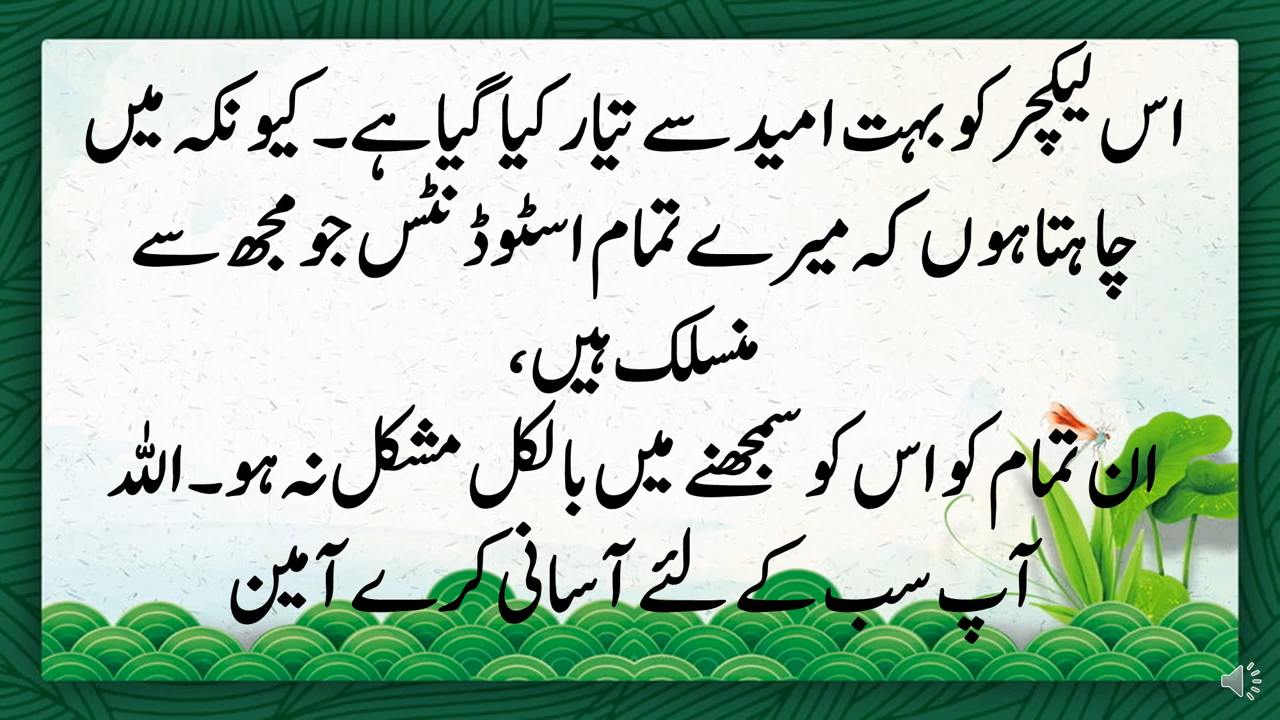 اس لیکچر کو بہت امید سے تیار کیا گیا ہے۔ کیونکہ میں
چاہتا ہوں کہ میرے تمام اسٹوڈنٹس جو مجھ سے
منسلک ہیں،
ان تمام کو اس کو سمجھنے میں بالکل مشکل نہ ہو۔ اللہ
آپ سب کے لئے آسانی کرے آمین